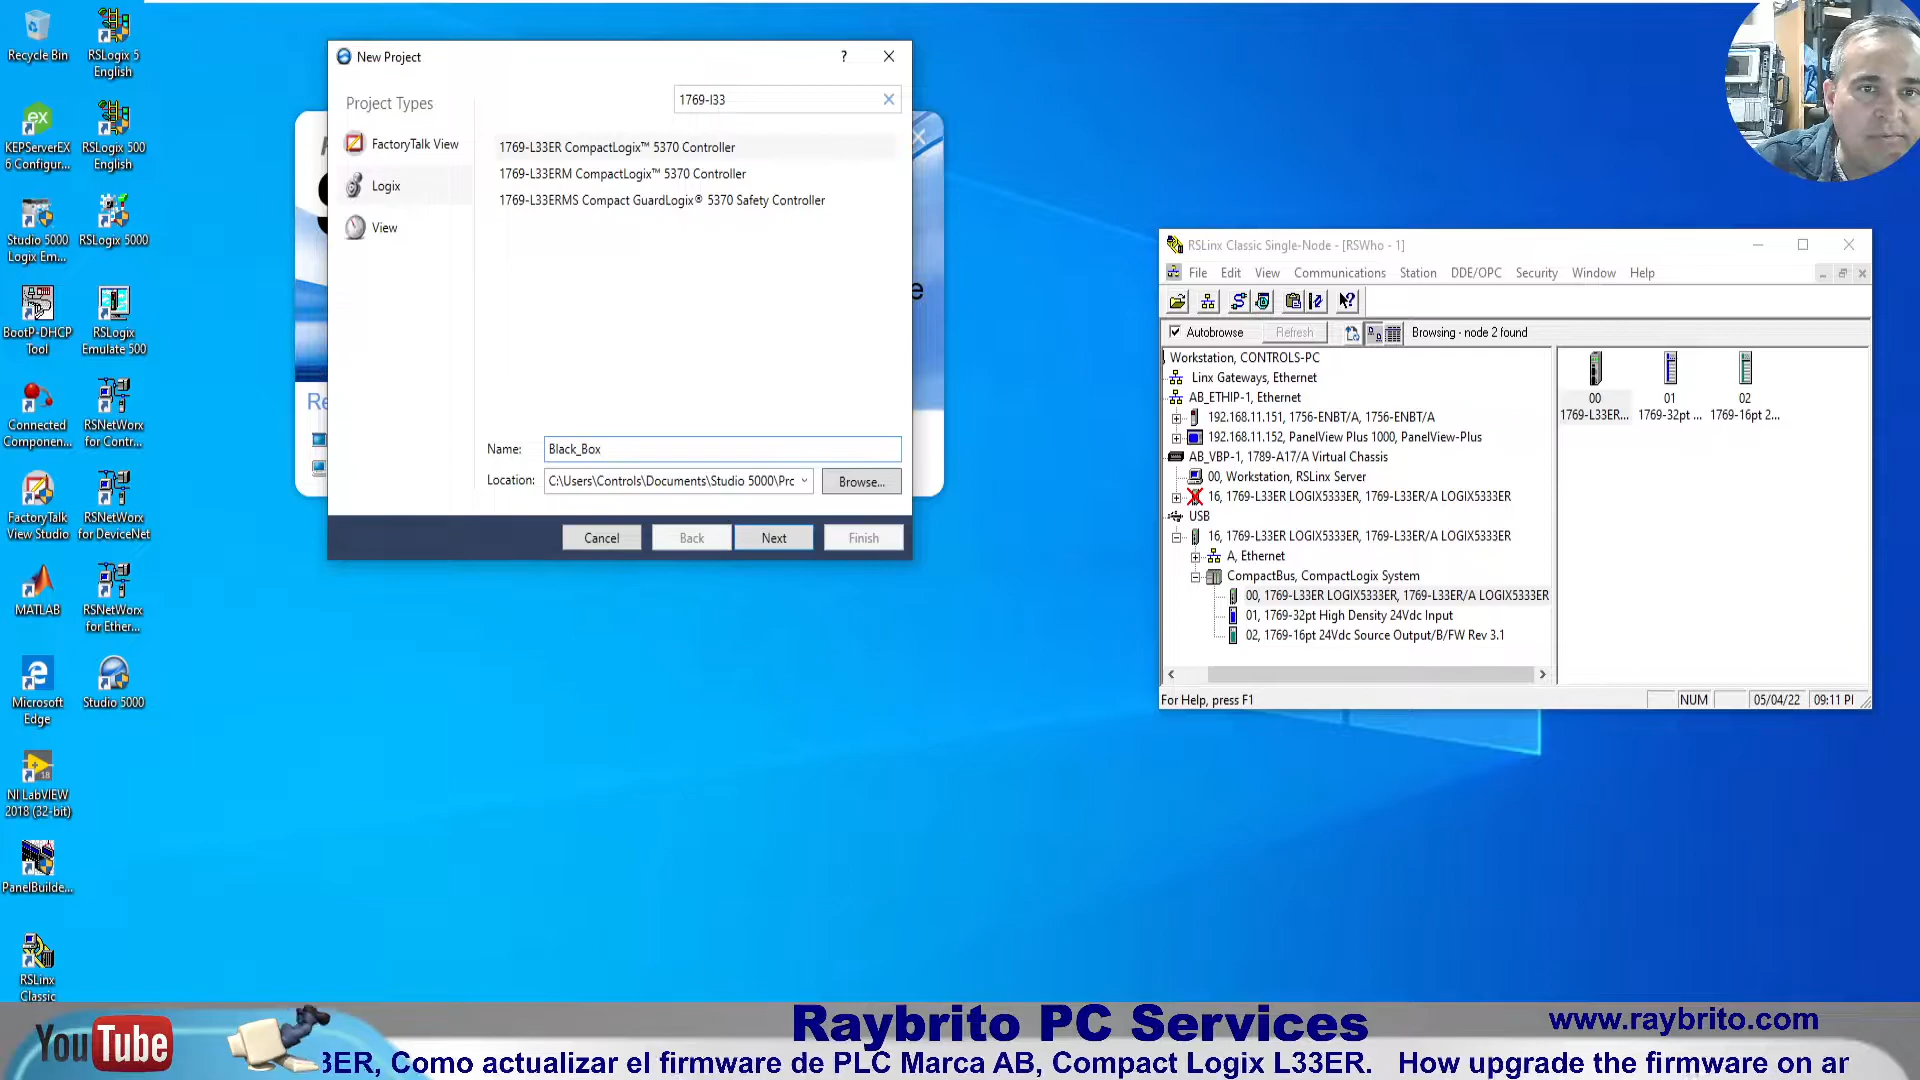 Recycle Bin
RSLogix 5
English
KEPServerEX
6 Configur...
RSLogix 500
English
Studio 5000
Logix Em...
RSLogix 5000
BootP-DHCP
Tool
RSLogix
Emulate 500
Connected
Componen...
RSNetWorx
for Contr...
FactoryTalk
View Studio
RSNetWorx
for DeviceNet
MATLAB
RSNetWorx
for Ether...
Microsoft
Edge
Studio 5000
NI LabVIEW
2018 (32-bit)
PanelBuilde...
RSLinx
Classic
New Project
?
Project Types
1769-l33
FactoryTalk View
Logix
View
1769-L33ER CompactLogix™ 5370 Controller
1769-L33ERM CompactLogix™ 5370 Controller
1769-L33ERMS Compact GuardLogix® 5370 Safety Controller
Re
e
Name: Black_Box
Location: C:\Users\Controls\Documents\Studio 5000\Prc
Browse...
Cancel Back Next Finish
RSLinx Classic Single-Node - [RSWho - 1]
File Edit View Communications Station DDE/OPC Security Window Help
Autobrowse Refresh Browsing - node 2 found
Workstation, CONTROLS-PC
Linx Gateways, Ethernet
AB_ETHIP-1, Ethernet
192.168.11.151, 1756-ENBT/A, 1756-ENBT/A
192.168.11.152, PanelView Plus 1000, PanelView-Plus
AB_VBP-1, 1789-A17/A Virtual Chassis
00, Workstation, RSLinx Server
16, 1769-L33ER LOGIX5333ER, 1769-L33ER/A LOGIX5333ER
USB
16, 1769-L33ER LOGIX5333ER, 1769-L33ER/A LOGIX5333ER
A, Ethernet
CompactBus, CompactLogix System
00, 1769-L33ER LOGIX5333ER, 1769-L33ER/A LOGIX5333ER
01, 1769-32pt High Density 24Vdc Input
02, 1769-16pt 24Vdc Source Output/B/FW Rev 3.1
00 01 02
1769-L33ER... 1769-32pt ... 1769-16pt 2...
For Help, press F1
NUM 05/04/22 09:11 PI
YouTube
Raybrito PC Services
www.raybrito.com
3ER, Como actualizar el firmware de PLC Marca AB, Compact Logix L33ER. How upgrade the firmware on ar